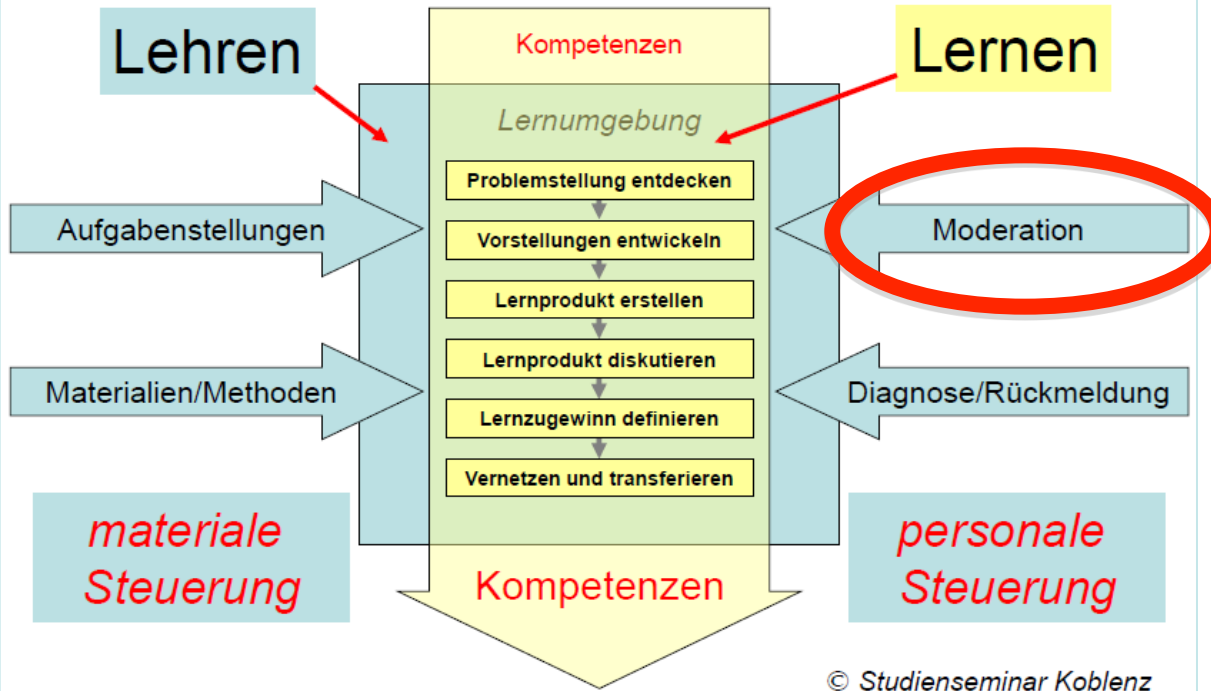 Lehren
Kompetenzen
Lernen
Lernumgebung
Problemstellung entdecken
Aufgabenstellungen
Vorstellungen entwickeln
Moderation
Lernprodukt erstellen
Lernprodukt diskutieren
Materialien/Methoden
Diagnose/Rückmeldung
Lernzugewinn definieren
Vernetzen und transferieren
materiale
Steuerung
Kompetenzen
personale
Steuerung
© Studienseminar Koblenz